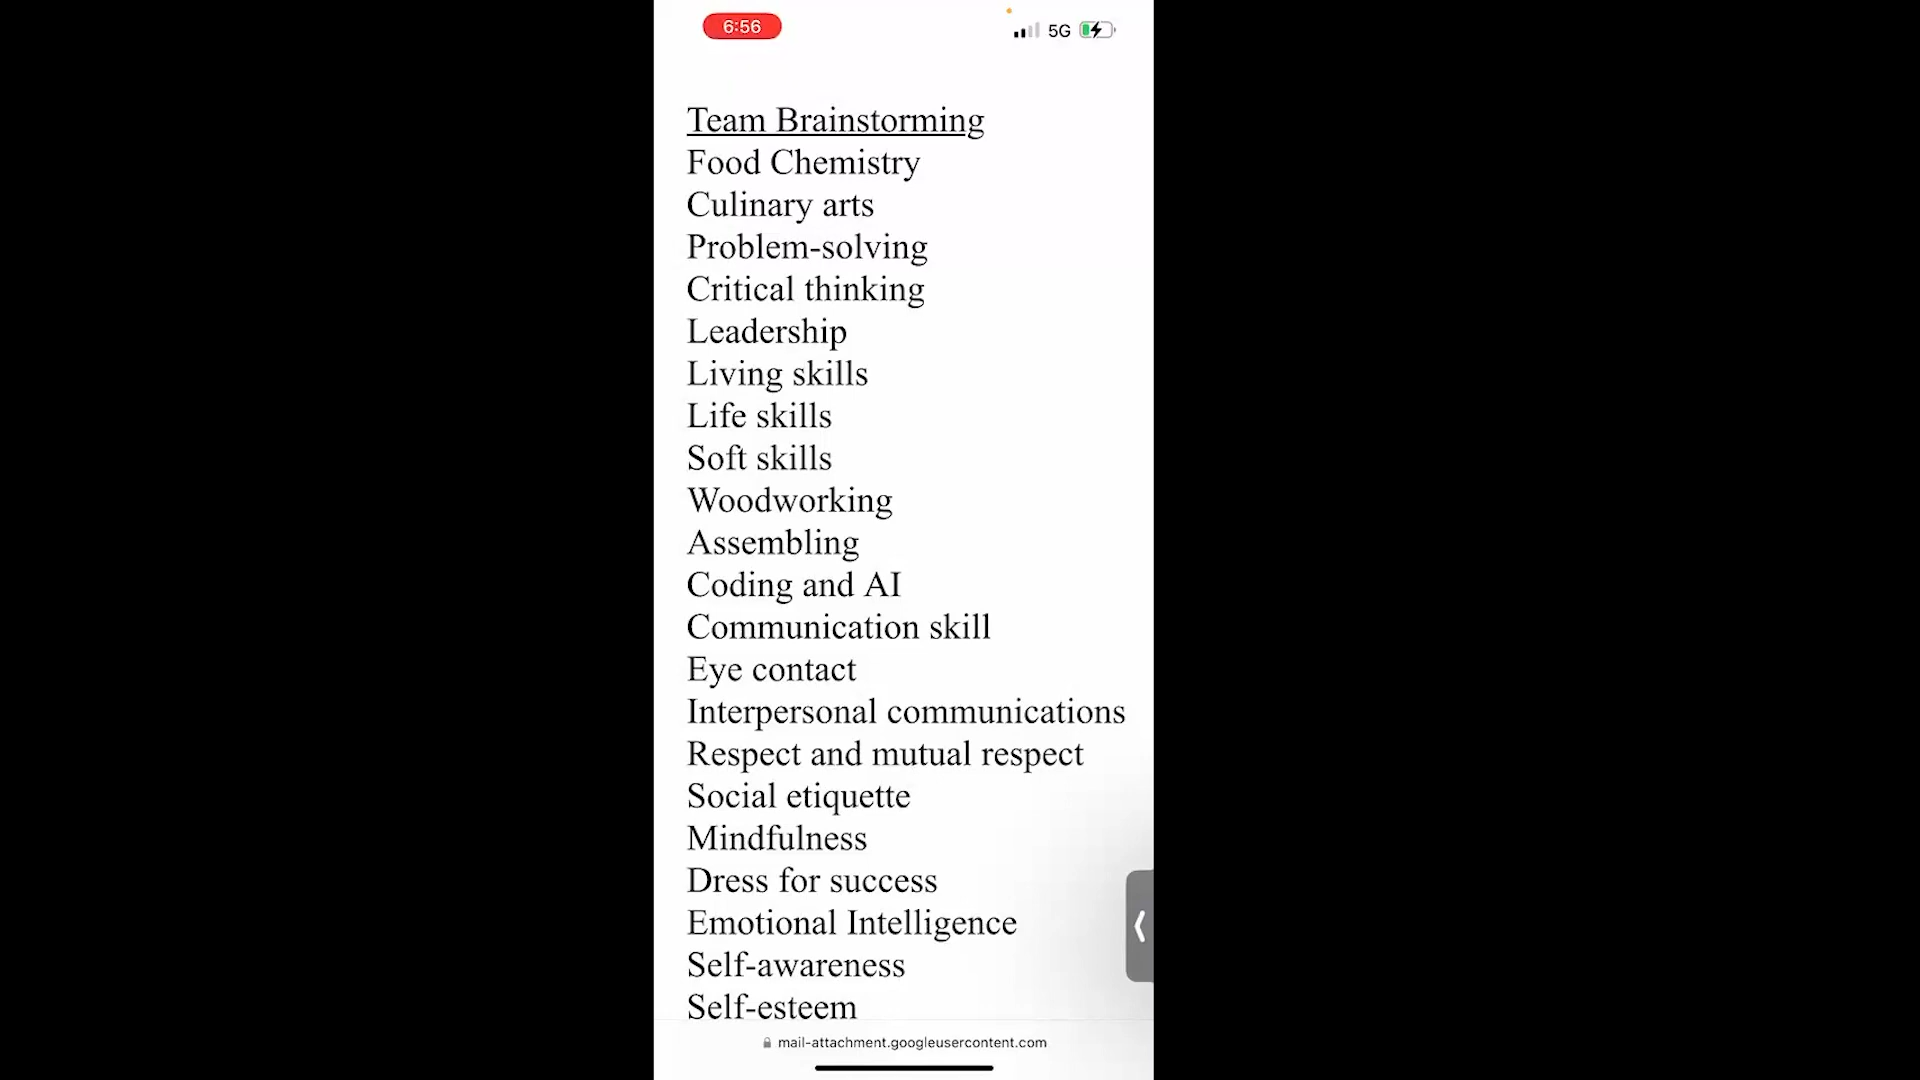 6:56
5G
Team Brainstorming
Food Chemistry
Culinary arts
Problem-solving
Critical thinking
Leadership
Living skills
Life skills
Soft skills
Woodworking
Assembling
Coding and AI
Communication skill
Eye contact
Interpersonal communications
Respect and mutual respect
Social etiquette
Mindfulness
Dress for success
Emotional Intelligence
Self-awareness
Self-esteem
mail-attachment.googleusercontent.com